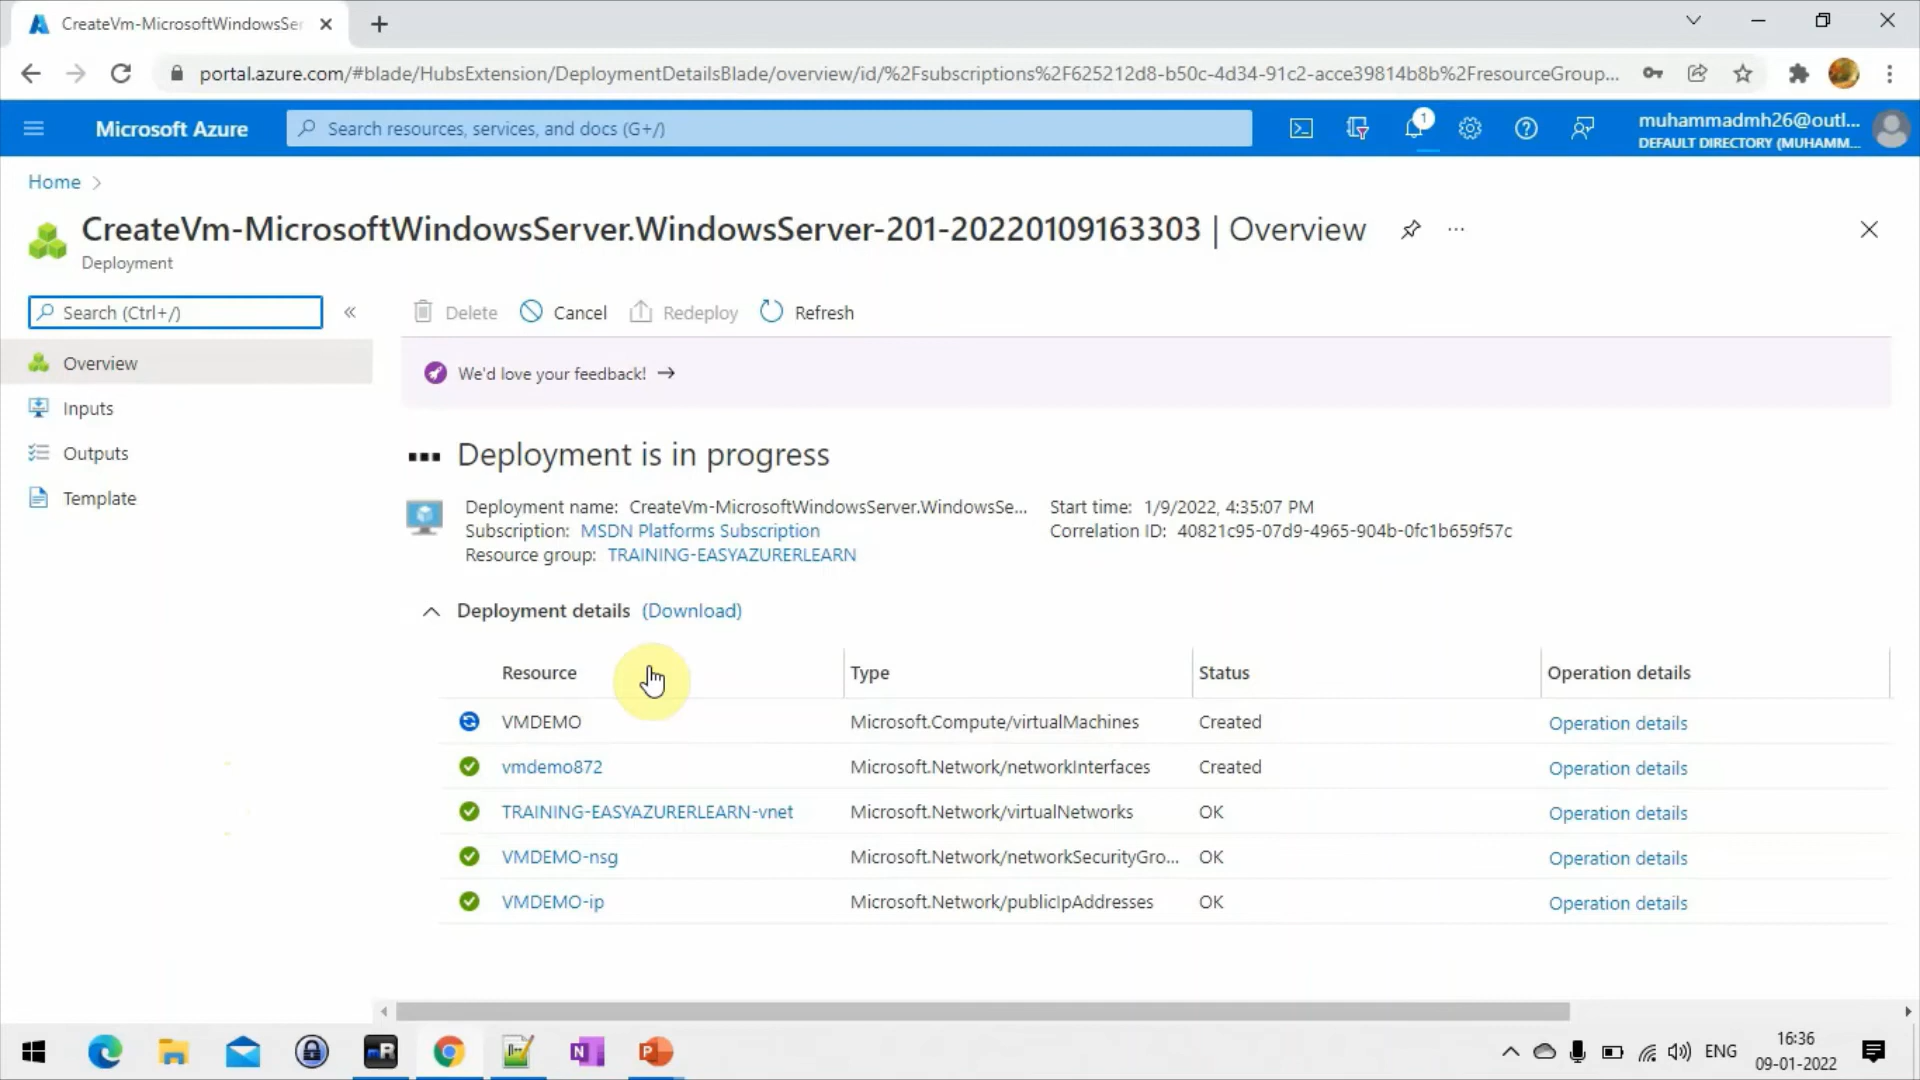 CreateVm-MicrosoftWindowsSer
portal.azure.com/#blade/HubsExtension/DeploymentDetailsBlade/overview/id/%2Fsubscriptions%2F625212d8-b50c-4d34-91c2-acce39814b8b%2FresourceGroup...
Microsoft Azure
Search resources, services, and docs (G+/)
1
muhammadmh26@outl...
DEFAULT DIRECTORY (MUHAMM...
Home
CreateVm-MicrosoftWindowsServer.WindowsServer-201-20220109163303 | Overview
...
Deployment
Search (Ctrl+/)
«
Delete
Cancel
Redeploy
Refresh
Overview
Inputs
Outputs
Template
We'd love your feedback! →
Deployment is in progress
Deployment name: CreateVm-MicrosoftWindowsServer.WindowsSe...
Start time: 1/9/2022, 4:35:07 PM
Subscription: MSDN Platforms Subscription
Correlation ID: 40821c95-07d9-4965-904b-0fc1b659f57c
Resource group: TRAINING-EASYAZURERLEARN
Deployment details (Download)
Resource Type Status Operation details
VMDEMO Microsoft.Compute/virtualMachines Created Operation details
vmdemo872 Microsoft.Network/networkInterfaces Created Operation details
TRAINING-EASYAZURERLEARN-vnet Microsoft.Network/virtualNetworks OK Operation details
VMDEMO-nsg Microsoft.Network/networkSecurityGro... OK Operation details
VMDEMO-ip Microsoft.Network/publicIpAddresses OK Operation details
ENG
16:36
09-01-2022